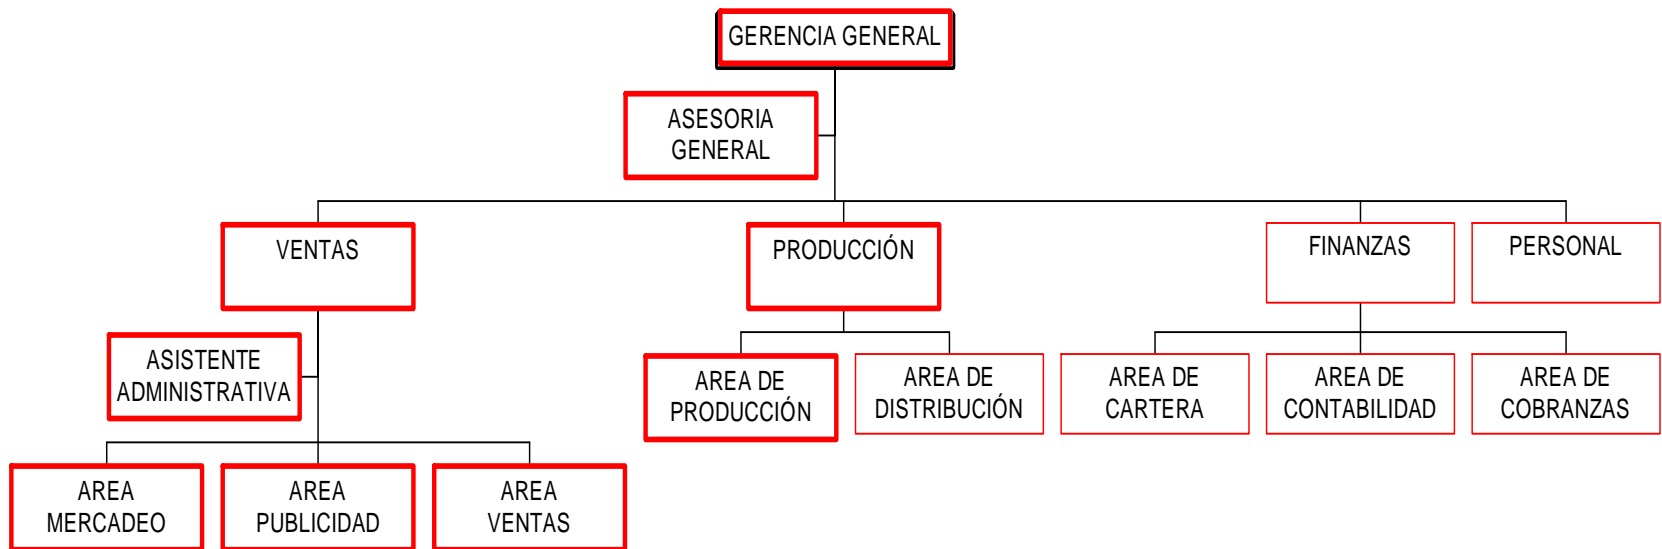 GERENCIA GENERAL
ASESORIA
GENERAL
VENTAS
PRODUCCIÓN
FINANZAS
PERSONAL
ASISTENTE
ADMINISTRATIVA
AREA DE
PRODUCCIÓN
AREA DE
DISTRIBUCIÓN
AREA DE
CARTERA
AREA DE
CONTABILIDAD
AREA DE
COBRANZAS
AREA
MERCADEO
AREA
PUBLICIDAD
AREA
VENTAS